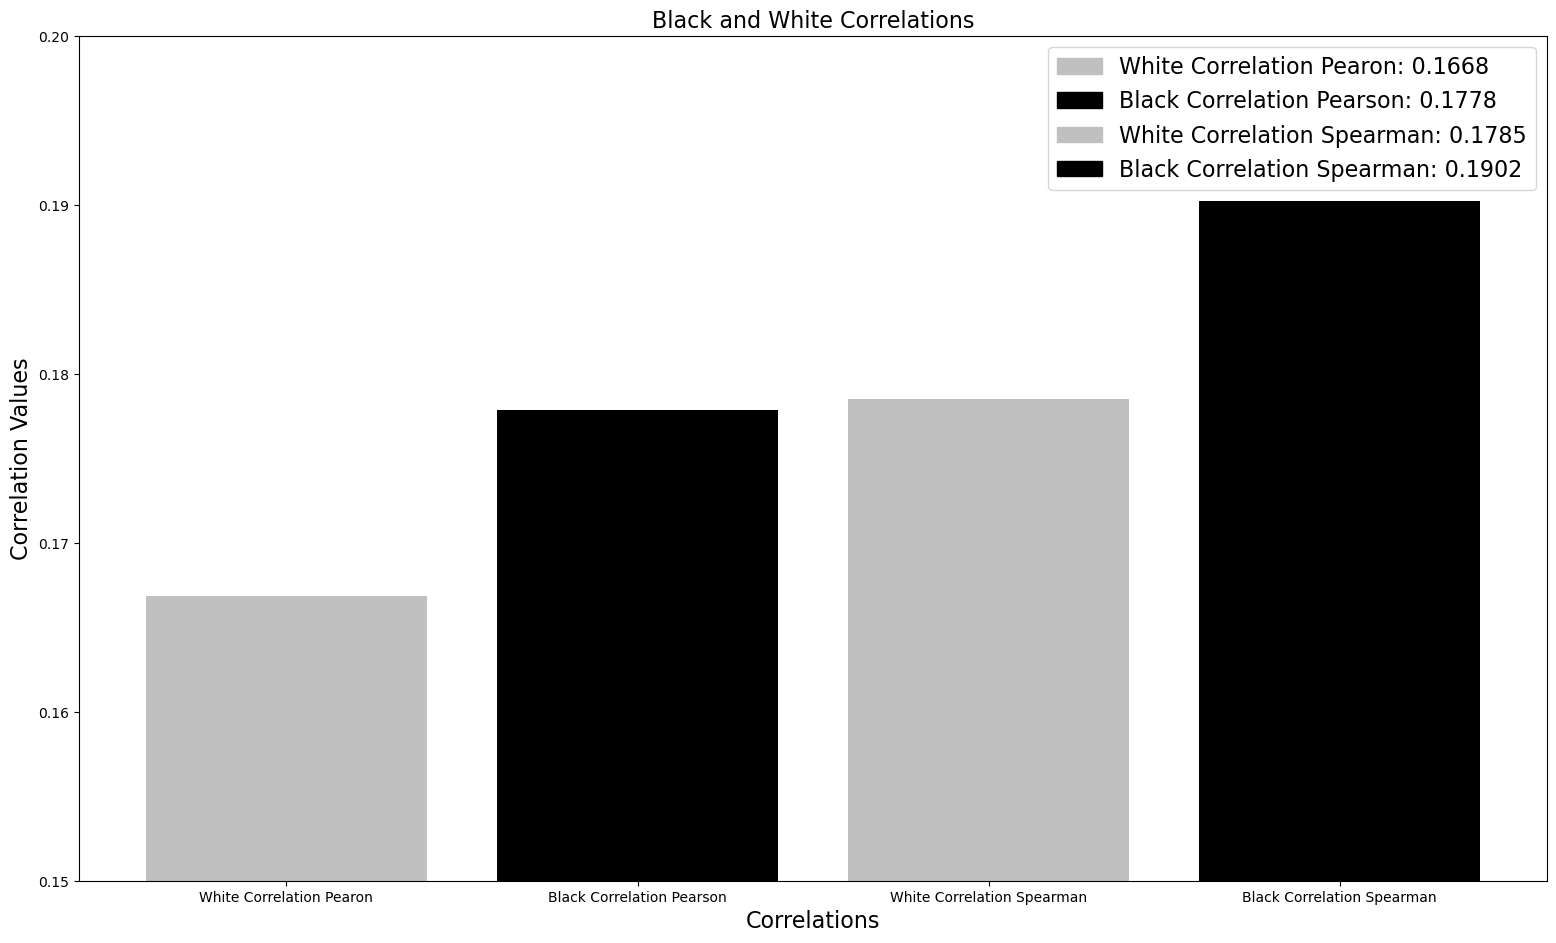 Black and White Correlations
0.20
0.19
0.18
0.17
0.16
0.15
Correlation Values
White Correlation Pearon: 0.1668
Black Correlation Pearson: 0.1778
White Correlation Spearman: 0.1785
Black Correlation Spearman: 0.1902
White Correlation Pearon
Black Correlation Pearson
White Correlation Spearman
Black Correlation Spearman
Correlations